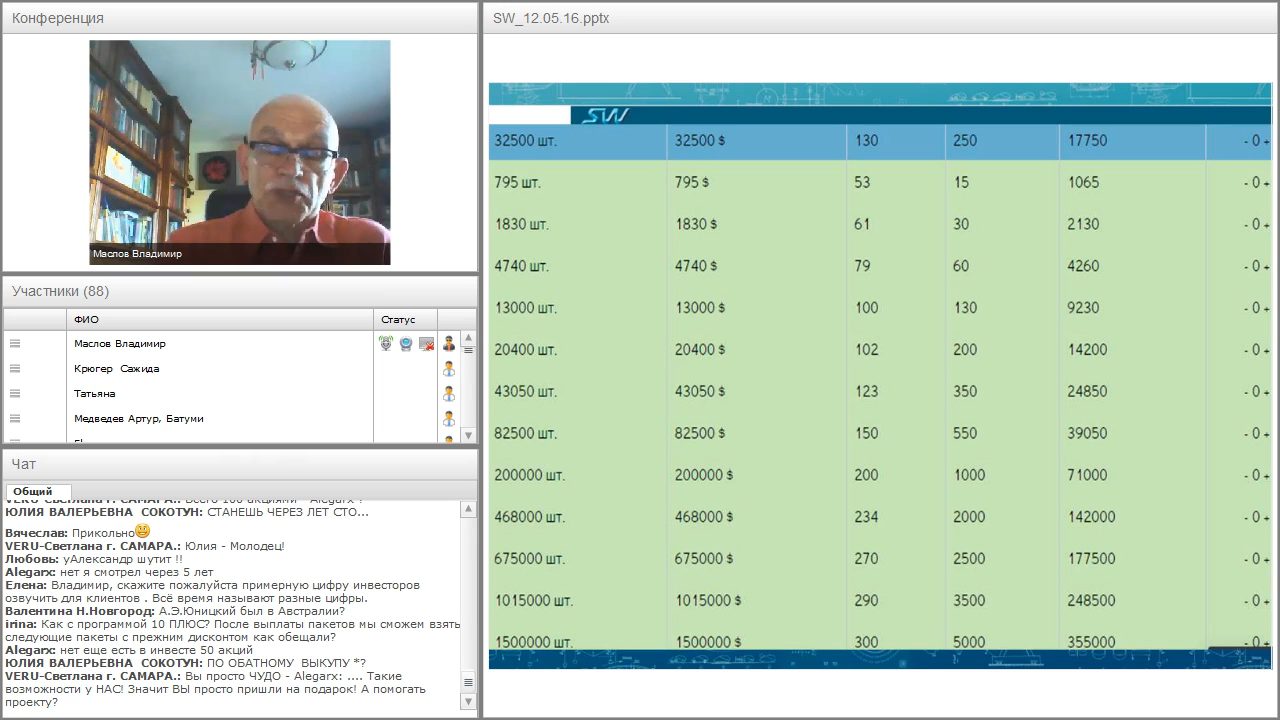 Конференция
Маслов Владимир
Участники (88)
ФИО Статус
Маслов Владимир
Крюгер Сажида
Татьяна
Медведев Артур, Батуми
Чат
Общий
VERU-Светлана г. САМАРА.: Всего 100 акциями - Alegarx !
ЮЛИЯ ВАЛЕРЬЕВНА СОКОТУН: СТАНЕШЬ ЧЕРЕЗ ЛЕТ СТО...
Вячеслав: Прикольно
VERU-Светлана г. САМАРА.: Юлия - Молодец!
Любовь: уАлександр шутит !!
Alegarx: нет я смотрел через 5 лет
Елена: Владимир, скажите пожалуйста примерную цифру инвесторов
озвучить для клиентов . Всё время называют разные цифры.
Валентина Н.Новгород: А.Э.Юницкий был в Австралии?
irina: Как с программой 10 ПЛЮС? После выплаты пакетов мы сможем взять
следующие пакеты с прежним дисконтом как обещали?
Alegarx: нет еще есть в инвесте 50 акций
ЮЛИЯ ВАЛЕРЬЕВНА СОКОТУН: ПО ОБАТНОМУ ВЫКУПУ *?
VERU-Светлана г. САМАРА.: Вы просто ЧУДО - Alegarx: .... Такие
возможности у НАС! Значит ВЫ просто пришли на подарок! А помогать
проекту?
SW_12.05.16.pptx
SW
32500 шт. 32500 $ 130 250 17750 - 0 +
795 шт. 795 $ 53 15 1065 - 0 +
1830 шт. 1830 $ 61 30 2130 - 0 +
4740 шт. 4740 $ 79 60 4260 - 0 +
13000 шт. 13000 $ 100 130 9230 - 0 +
20400 шт. 20400 $ 102 200 14200 - 0 +
43050 шт. 43050 $ 123 350 24850 - 0 +
82500 шт. 82500 $ 150 550 39050 - 0 +
200000 шт. 200000 $ 200 1000 71000 - 0 +
468000 шт. 468000 $ 234 2000 142000 - 0 +
675000 шт. 675000 $ 270 2500 177500 - 0 +
1015000 шт. 1015000 $ 290 3500 248500 - 0 +
1500000 шт. 1500000 $ 300 5000 355000 - 0 +